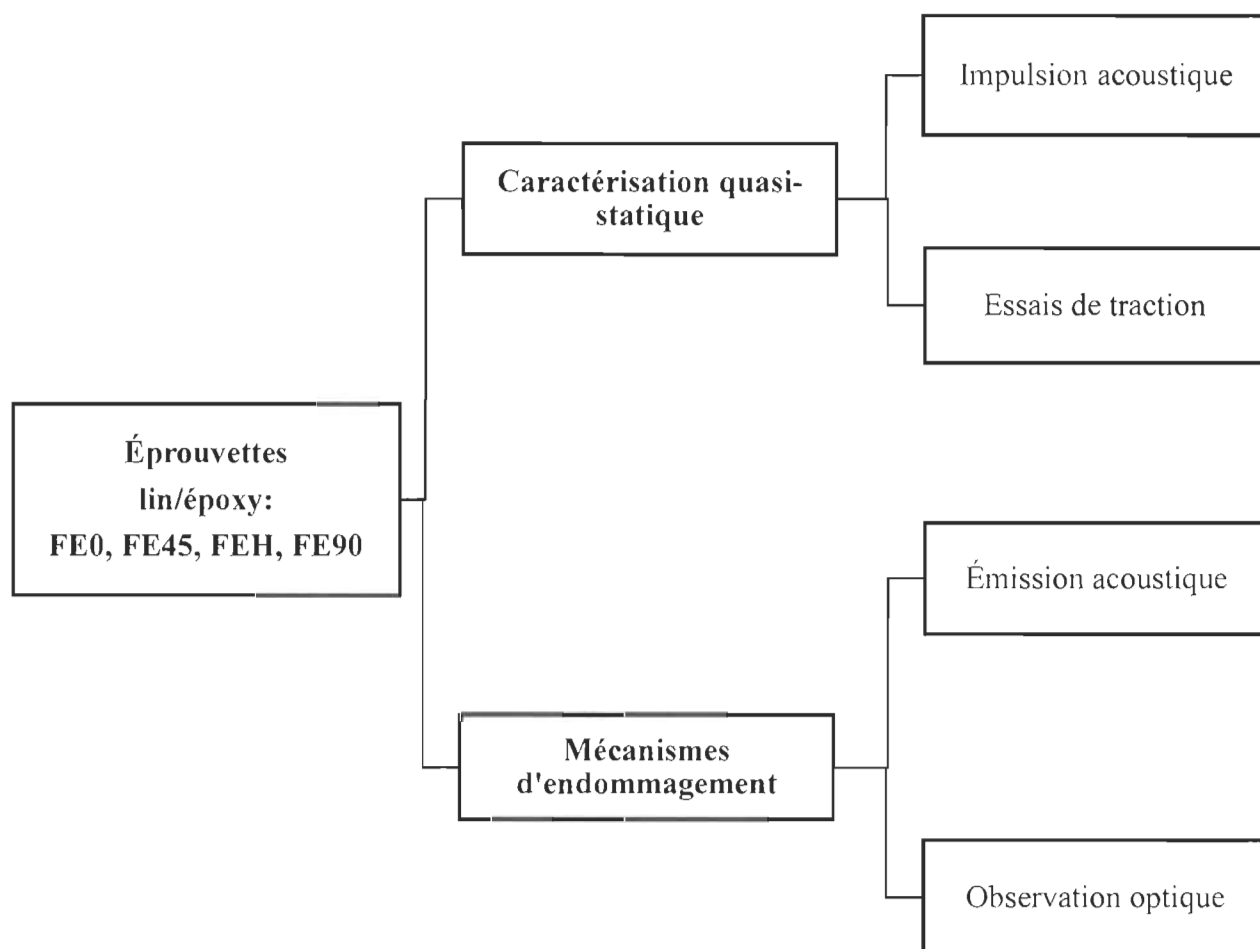 Impulsion acoustique
Caractérisation quasi-
statique
Essais de traction
Éprouvettes
lin/époxy:
FE0, FE45, FEH, FE90
Émission acoustique
Mécanismes
d'endommagement
Observation optique